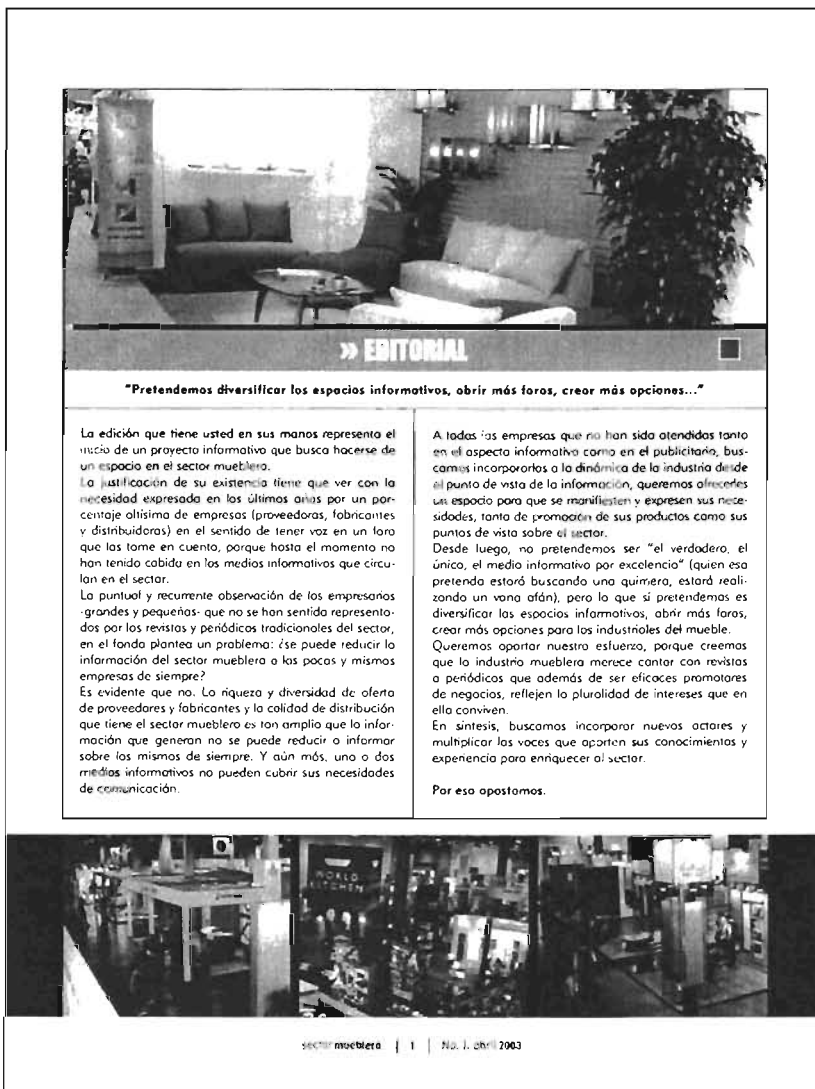 » EDITORIAL
"Pretendemos diversificar los espacios informativos, abrir más foros, crear más opciones..."
La edición que tiene usted en sus manos representa el
inicio de un proyecto informativo que busca hacerse de
un espacio en el sector mueblero.
La justificación de su existencia tiene que ver con la
necesidad expresada en los últimos años por un por-
centaje altísimo de empresas (proveedoras, fabricantes
y distribuidoras) en el sentido de tener voz en un foro
que las tome en cuenta, porque hasta el momento no
han tenido cabida en los medios informativos que circu-
lan en el sector.
La puntual y recurrente observación de los empresarios
-grandes y pequeñas- que no se han sentido representa-
dos por las revistas y periódicos tradicionales del sector,
en el fondo plantea un problema: ¿se puede reducir la
información del sector mueblero a las pocas y mismas
empresas de siempre?
Es evidente que no. La riqueza y diversidad de oferta
de proveedores y fabricantes y la calidad de distribución
que tiene el sector mueblero es tan amplio que la infor-
mación que generan no se puede reducir a informar
sobre los mismos de siempre. Y aún más, uno o dos
medios informativos no pueden cubrir sus necesidades
de comunicación.
A todas las empresas que no han sido atendidas tanto
en el aspecto informativo como en el publicitario, bus-
camos incorporarlos a la dinámica de la industria desde
el punto de vista de la información, queremos ofrecerles
un espacio para que se manifiesten y expresen sus nece-
sidades, tanto de promoción de sus productos como sus
puntos de vista sobre el sector.
Desde luego, no pretendemos ser "el verdadero, el
único, el medio informativo por excelencia" (quien eso
pretenda estará buscando una quimera, estará reali-
zando un vano afán), pero lo que sí pretendemos es
diversificar los espacios informativos, abrir más foros,
crear más opciones para los industriales del mueble.
Queremos aportar nuestro esfuerzo, porque creemos
que la industria mueblera merece contar con revistas
o periódicos que además de ser eficaces promotores
de negocios, reflejen la pluralidad de intereses que en
ella conviven.
En síntesis, buscamos incorporar nuevos actores y
multiplicar las voces que aporten sus conocimientos y
experiencia para enriquecer al sector.
Por eso apostamos.
WORLD
KITCHEN
sector mueblero | 1 | No. 1, abril 2003